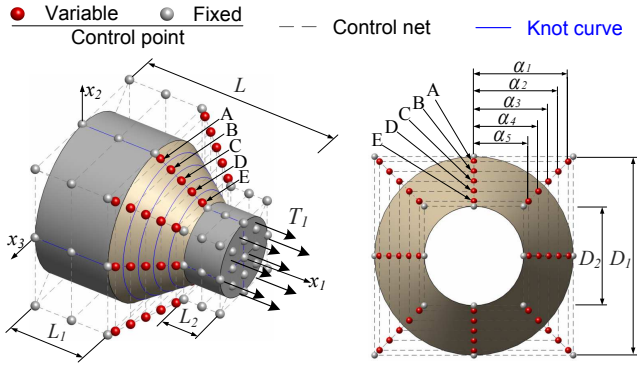 Variable Fixed
Control point
Control net
Knot curve
L
x2
A
B
C
D
E
T1
x3
x1
L1
L2
α1
α2
α3
α4
α5
A
B
C
D
E
D2
D1